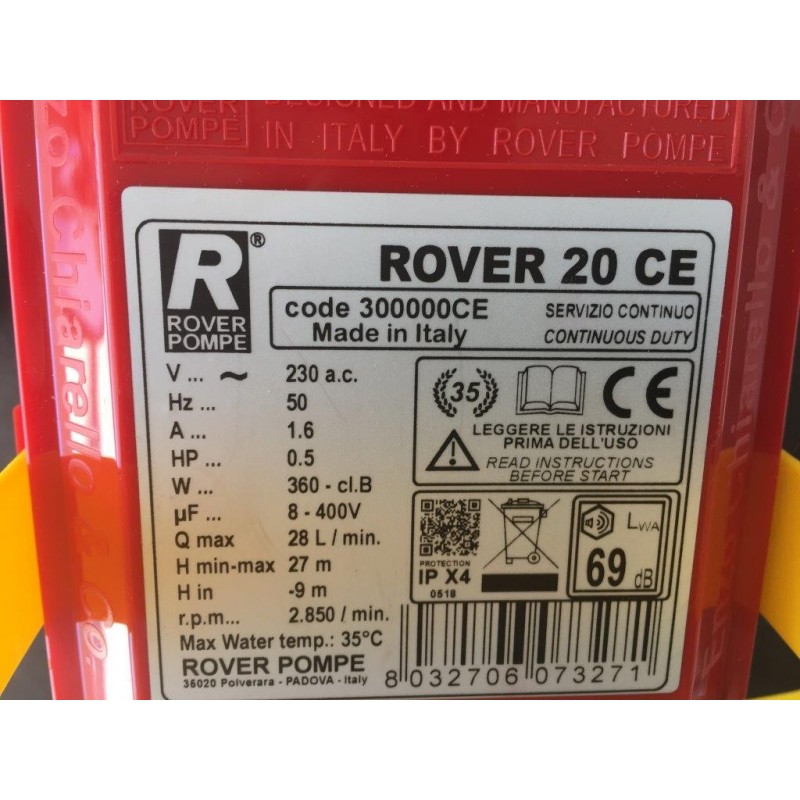 ROVER
POMPE
DESIGNED AND MANUFACTURED
IN ITALY BY ROVER POMPE
R®
ROVER
POMPE
ROVER 20 CE
code 300000CE
Made in Italy
SERVIZIO CONTINUO
CONTINUOUS DUTY
V ... ~ 230 a.c.
Hz ... 50
A ... 1.6
HP ... 0.5
W ... 360 - cl.B
µF ... 8 - 400V
Q max 28 L / min.
H min-max 27 m
H in -9 m
r.p.m... 2.850 / min.
Max Water temp.: 35°C
ROVER POMPE
35020 Polverara - PADOVA - Italy
35
CE
LEGGERE LE ISTRUZIONI
PRIMA DELL'USO
READ INSTRUCTIONS
BEFORE START
PROTECTION
IP X4
0518
LWA
69 dB
8 032706 073271
Chiarello & Co.